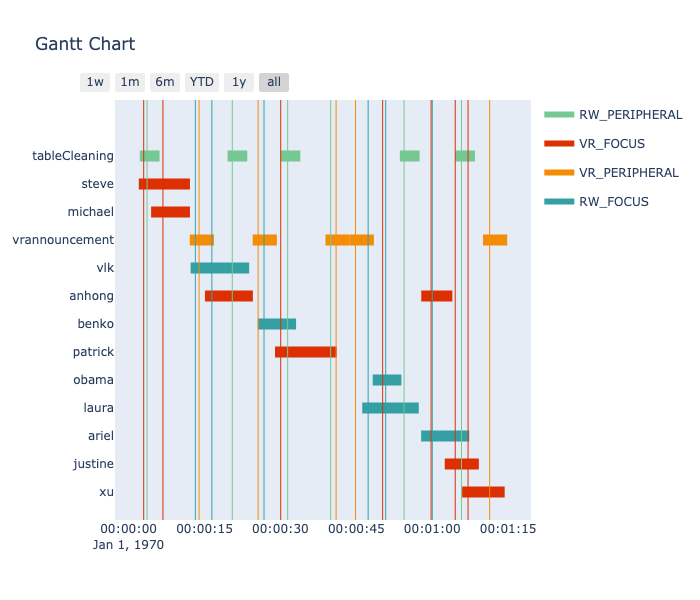 Gantt Chart
1w 1m 6m YTD 1y all
RW_PERIPHERAL
VR_FOCUS
VR_PERIPHERAL
RW_FOCUS
tableCleaning
steve
michael
vrannouncement
vlk
anhong
benko
patrick
obama
laura
ariel
justine
xu
00:00:00 00:00:15 00:00:30 00:00:45 00:01:00 00:01:15
Jan 1, 1970